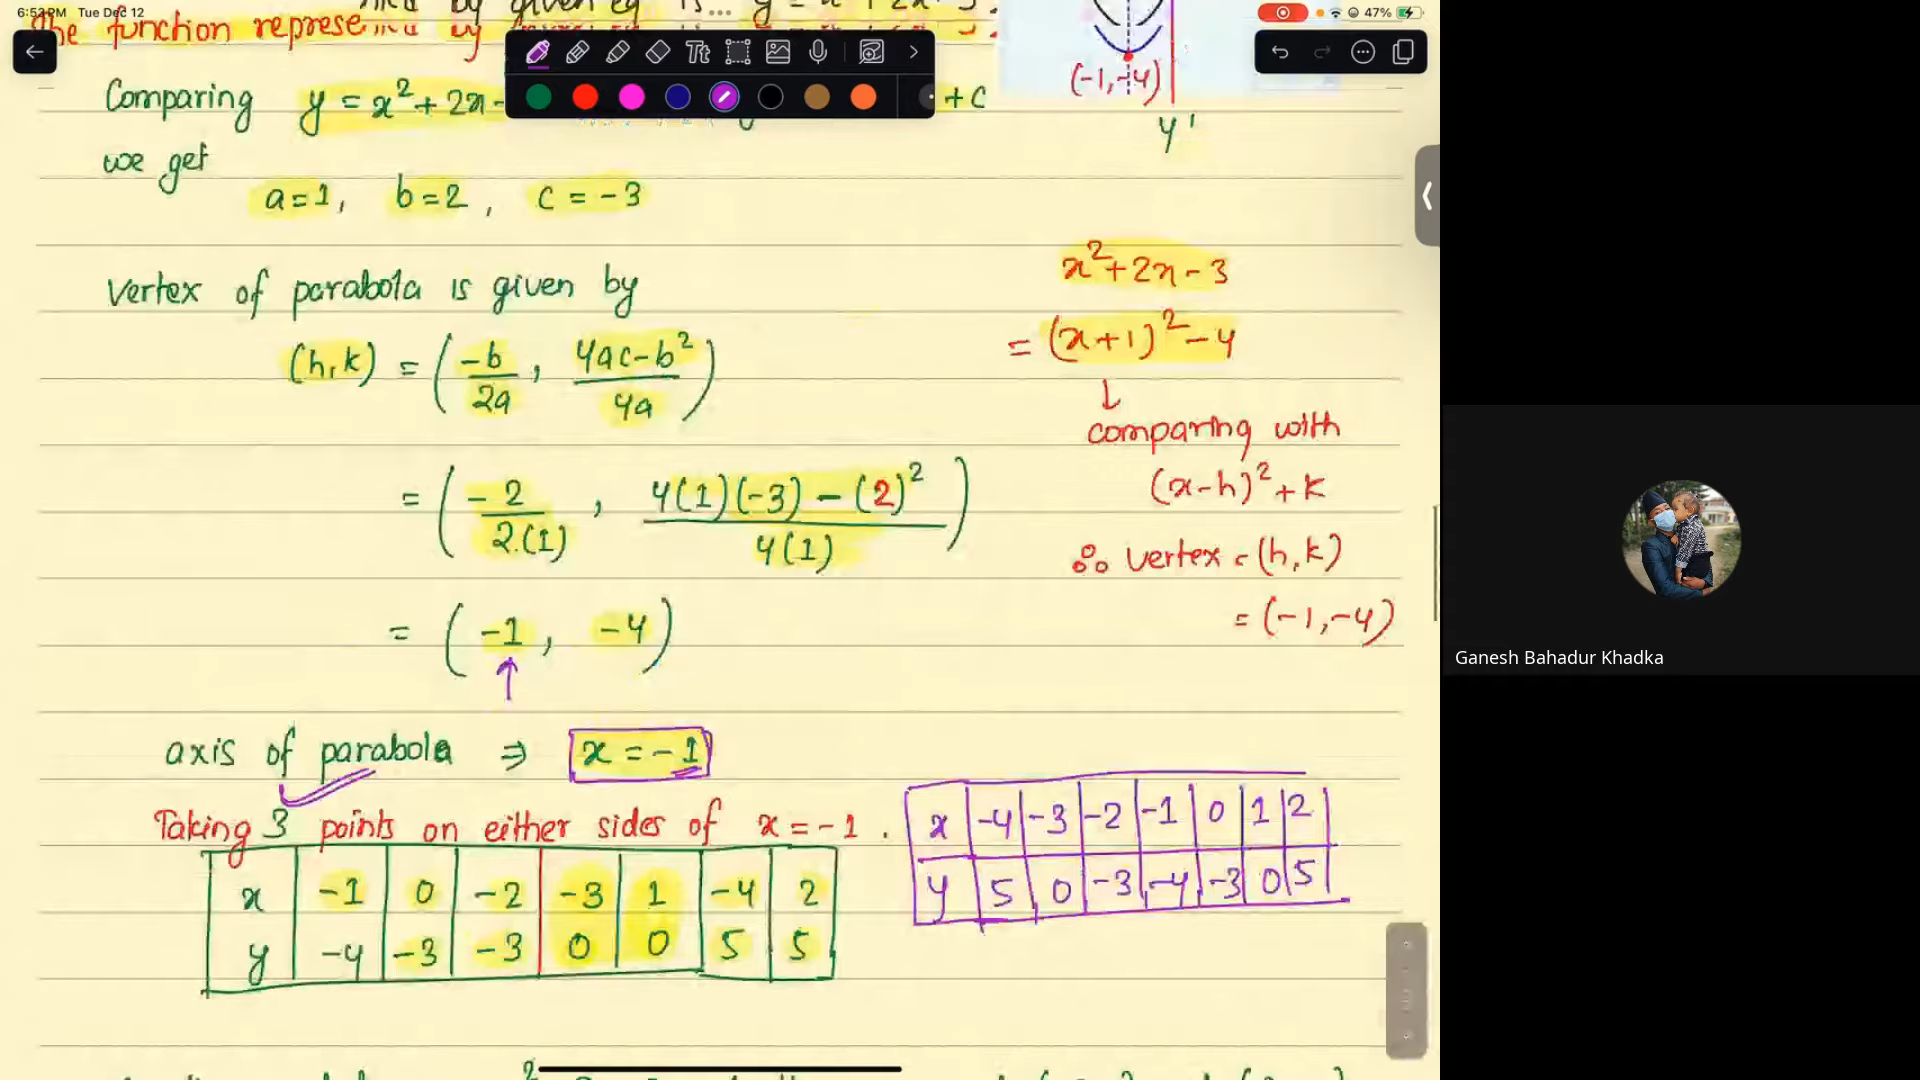 6:53 PM Tue Dec 12
47%
the function represe
by given eq is
Comparing y = x² + 2x - + c
(-1,-4)
y'
we get
a = 1, b = 2, c = -3
vertex of parabola is given by
(h,k) = (-b/2a, 4ac-b²/4a)
= (-2/2.(1), 4(1)(-3) - (2)²/4(1))
= (-1, -4)
x² + 2x - 3
= (x+1)² - 4
↓
comparing with
(x-h)² + k
∴ vertex = (h,k)
= (-1,-4)
Ganesh Bahadur Khadka
axis of parabola ⇒ x = -1
Taking 3 points on either sides of x = -1.
x -1 0 -2 -3 1 -4 2
y -4 -3 -3 0 0 5 5
x -4 -3 -2 -1 0 1 2
y 5 0 -3 -4 -3 0 5